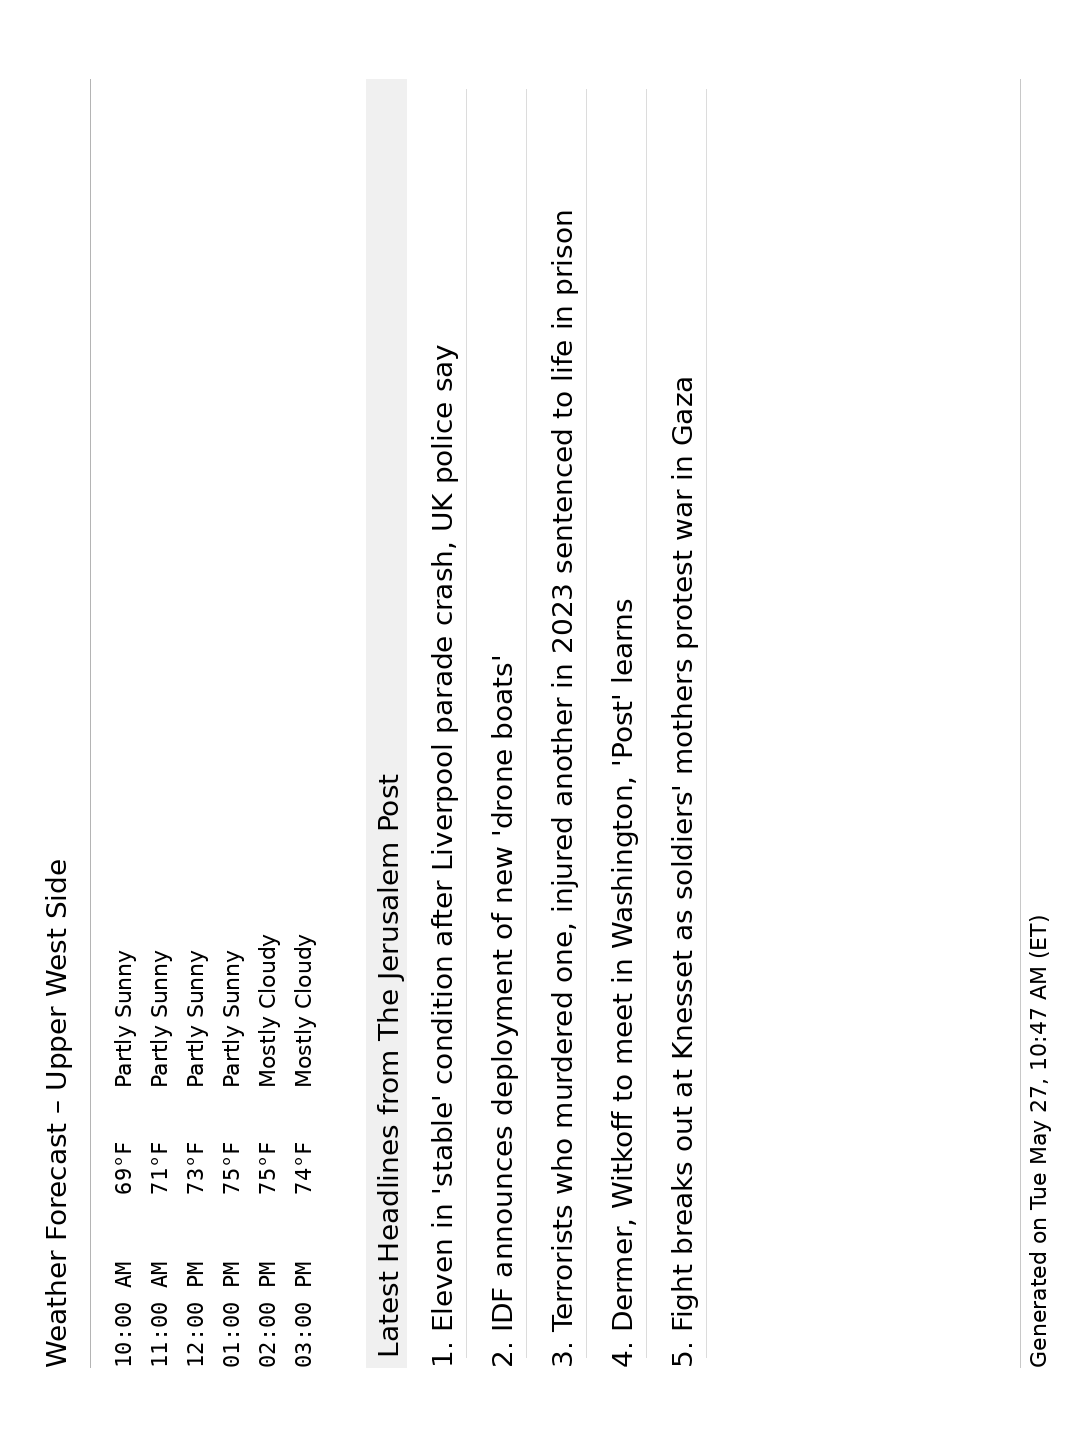 Weather Forecast – Upper West Side
10:00 AM 69°F Partly Sunny
11:00 AM 71°F Partly Sunny
12:00 PM 73°F Partly Sunny
01:00 PM 75°F Partly Sunny
02:00 PM 75°F Mostly Cloudy
03:00 PM 74°F Mostly Cloudy
Latest Headlines from The Jerusalem Post
1. Eleven in 'stable' condition after Liverpool parade crash, UK police say
2. IDF announces deployment of new 'drone boats'
3. Terrorists who murdered one, injured another in 2023 sentenced to life in prison
4. Dermer, Witkoff to meet in Washington, 'Post' learns
5. Fight breaks out at Knesset as soldiers' mothers protest war in Gaza
Generated on Tue May 27, 10:47 AM (ET)